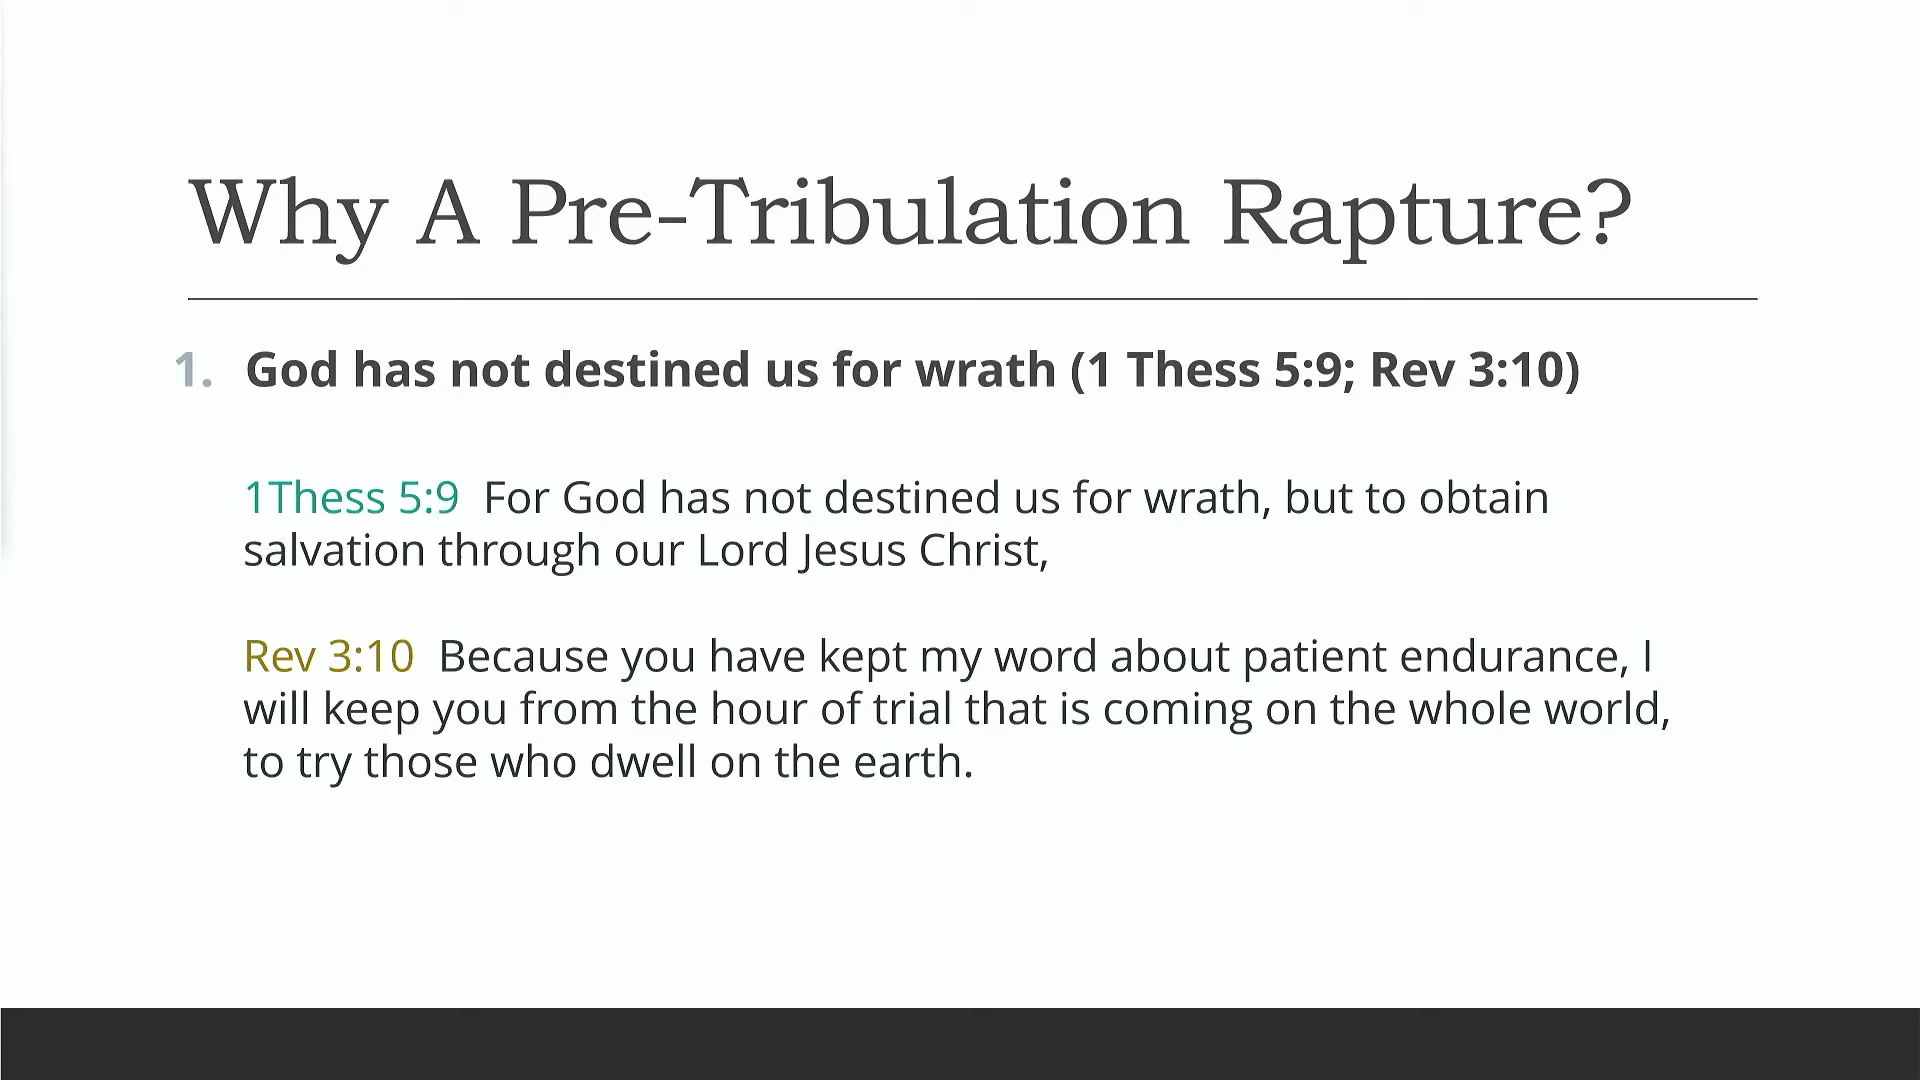 Why A Pre-Tribulation Rapture?
1. God has not destined us for wrath (1 Thess 5:9; Rev 3:10)
1Thess 5:9 For God has not destined us for wrath, but to obtain
salvation through our Lord Jesus Christ,
Rev 3:10 Because you have kept my word about patient endurance, I
will keep you from the hour of trial that is coming on the whole world,
to try those who dwell on the earth.